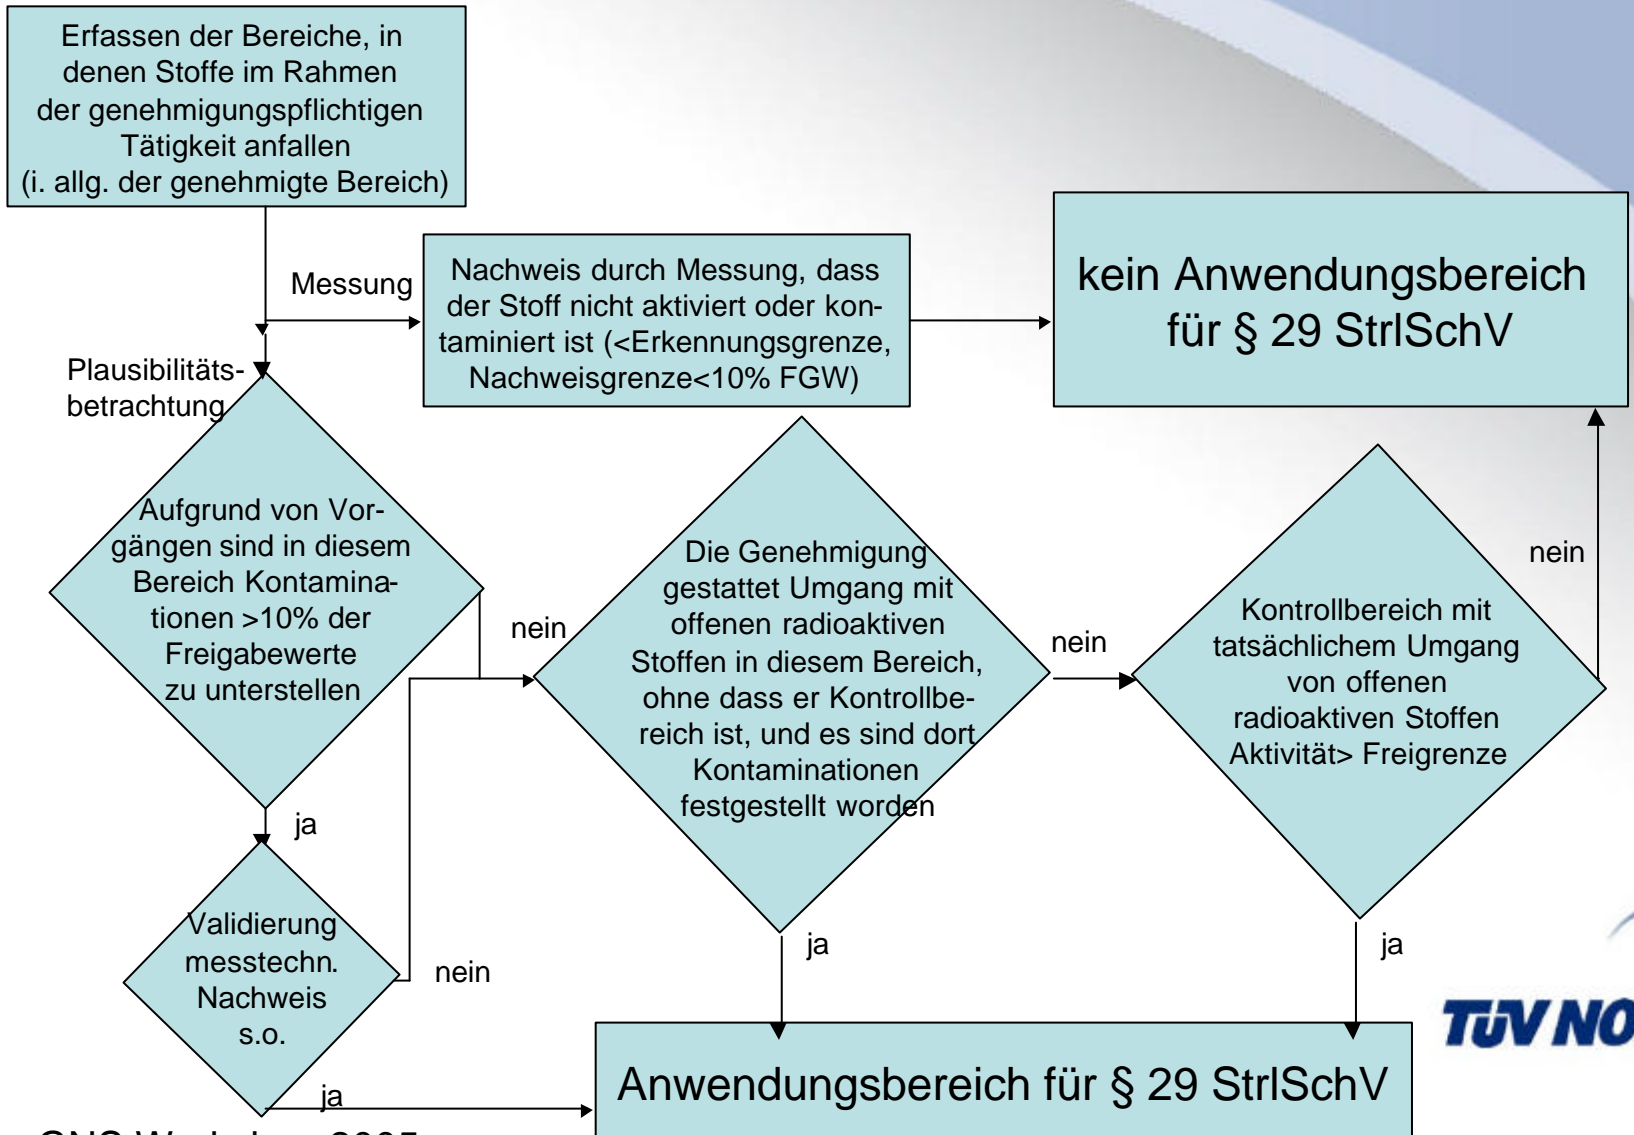 Erfassen der Bereiche, in
denen Stoffe im Rahmen
der genehmigungspflichtigen
Tätigkeit anfallen
(i. allg. der genehmigte Bereich)
Messung
Nachweis durch Messung, dass
der Stoff nicht aktiviert oder kon-
taminiert ist (<Erkennungsgrenze,
Nachweisgrenze<10% FGW)
kein Anwendungsbereich
für § 29 StrlSchV
Plausibilitäts-
betrachtung
Aufgrund von Vor-
gängen sind in diesem
Bereich Kontamina-
tionen >10% der
Freigabewerte
zu unterstellen
nein
Die Genehmigung
gestattet Umgang mit
offenen radioaktiven
Stoffen in diesem Bereich,
ohne dass er Kontrollbe-
reich ist, und es sind dort
Kontaminationen
festgestellt worden
nein
Kontrollbereich mit
tatsächlichem Umgang
von offenen
radioaktiven Stoffen
Aktivität> Freigrenze
nein
ja
Validierung
messtechn.
Nachweis
s.o.
nein
ja
ja
ja
Anwendungsbereich für § 29 StrlSchV
TÜV NO